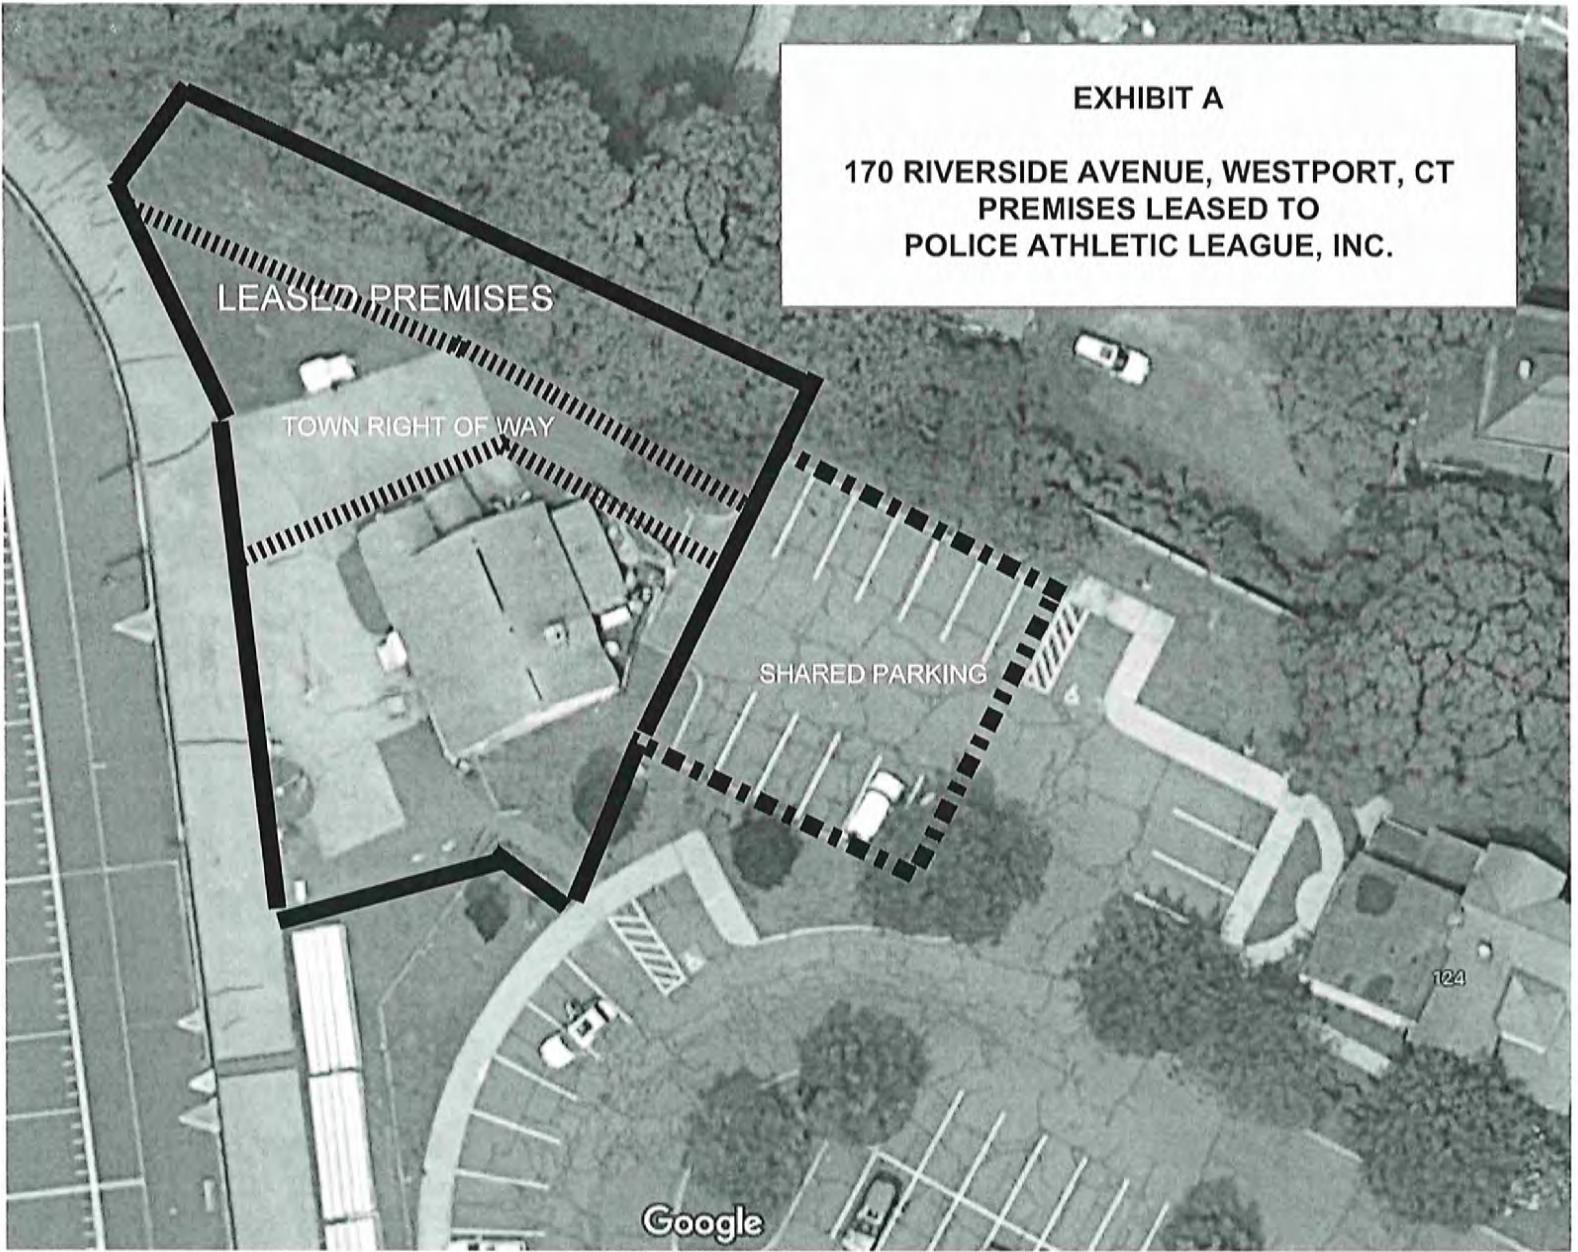 EXHIBIT A
170 RIVERSIDE AVENUE, WESTPORT, CT
PREMISES LEASED TO
POLICE ATHLETIC LEAGUE, INC.
LEASED PREMISES
TOWN RIGHT OF WAY
SHARED PARKING
124
Google